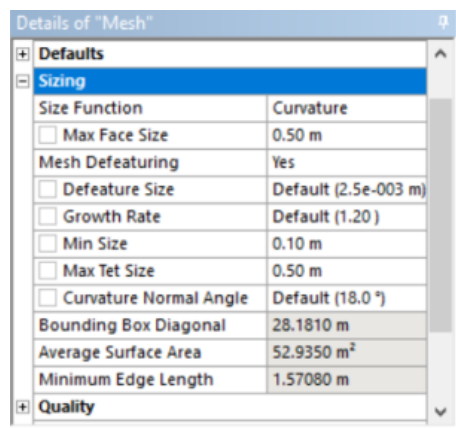 Details of "Mesh"
Defaults
Sizing
Size Function Curvature
Max Face Size 0.50 m
Mesh Defeaturing Yes
Defeature Size Default (2.5e-003 m)
Growth Rate Default (1.20 )
Min Size 0.10 m
Max Tet Size 0.50 m
Curvature Normal Angle Default (18.0 °)
Bounding Box Diagonal 28.1810 m
Average Surface Area 52.9350 m²
Minimum Edge Length 1.57080 m
Quality